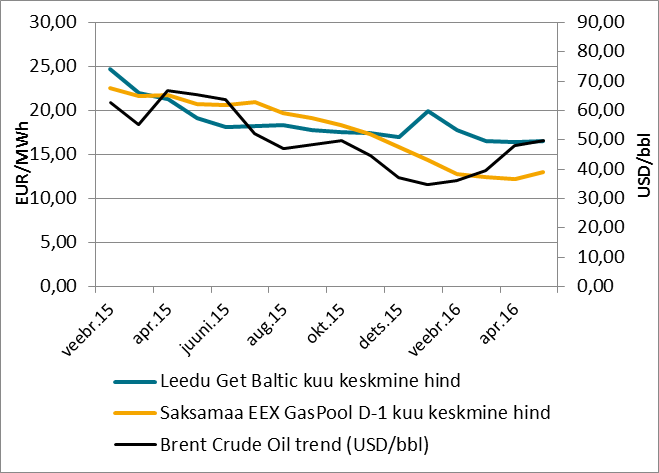 30,00
25,00
20,00
15,00
10,00
5,00
0,00
EUR/MWh
90,00
80,00
70,00
60,00
50,00
40,00
30,00
20,00
10,00
0,00
USD/bbl
veebr.15
apr.15
juuni.15
aug.15
okt.15
dets.15
veebr.16
apr.16
Leedu Get Baltic kuu keskmine hind
Saksamaa EEX GasPool D-1 kuu keskmine hind
Brent Crude Oil trend (USD/bbl)